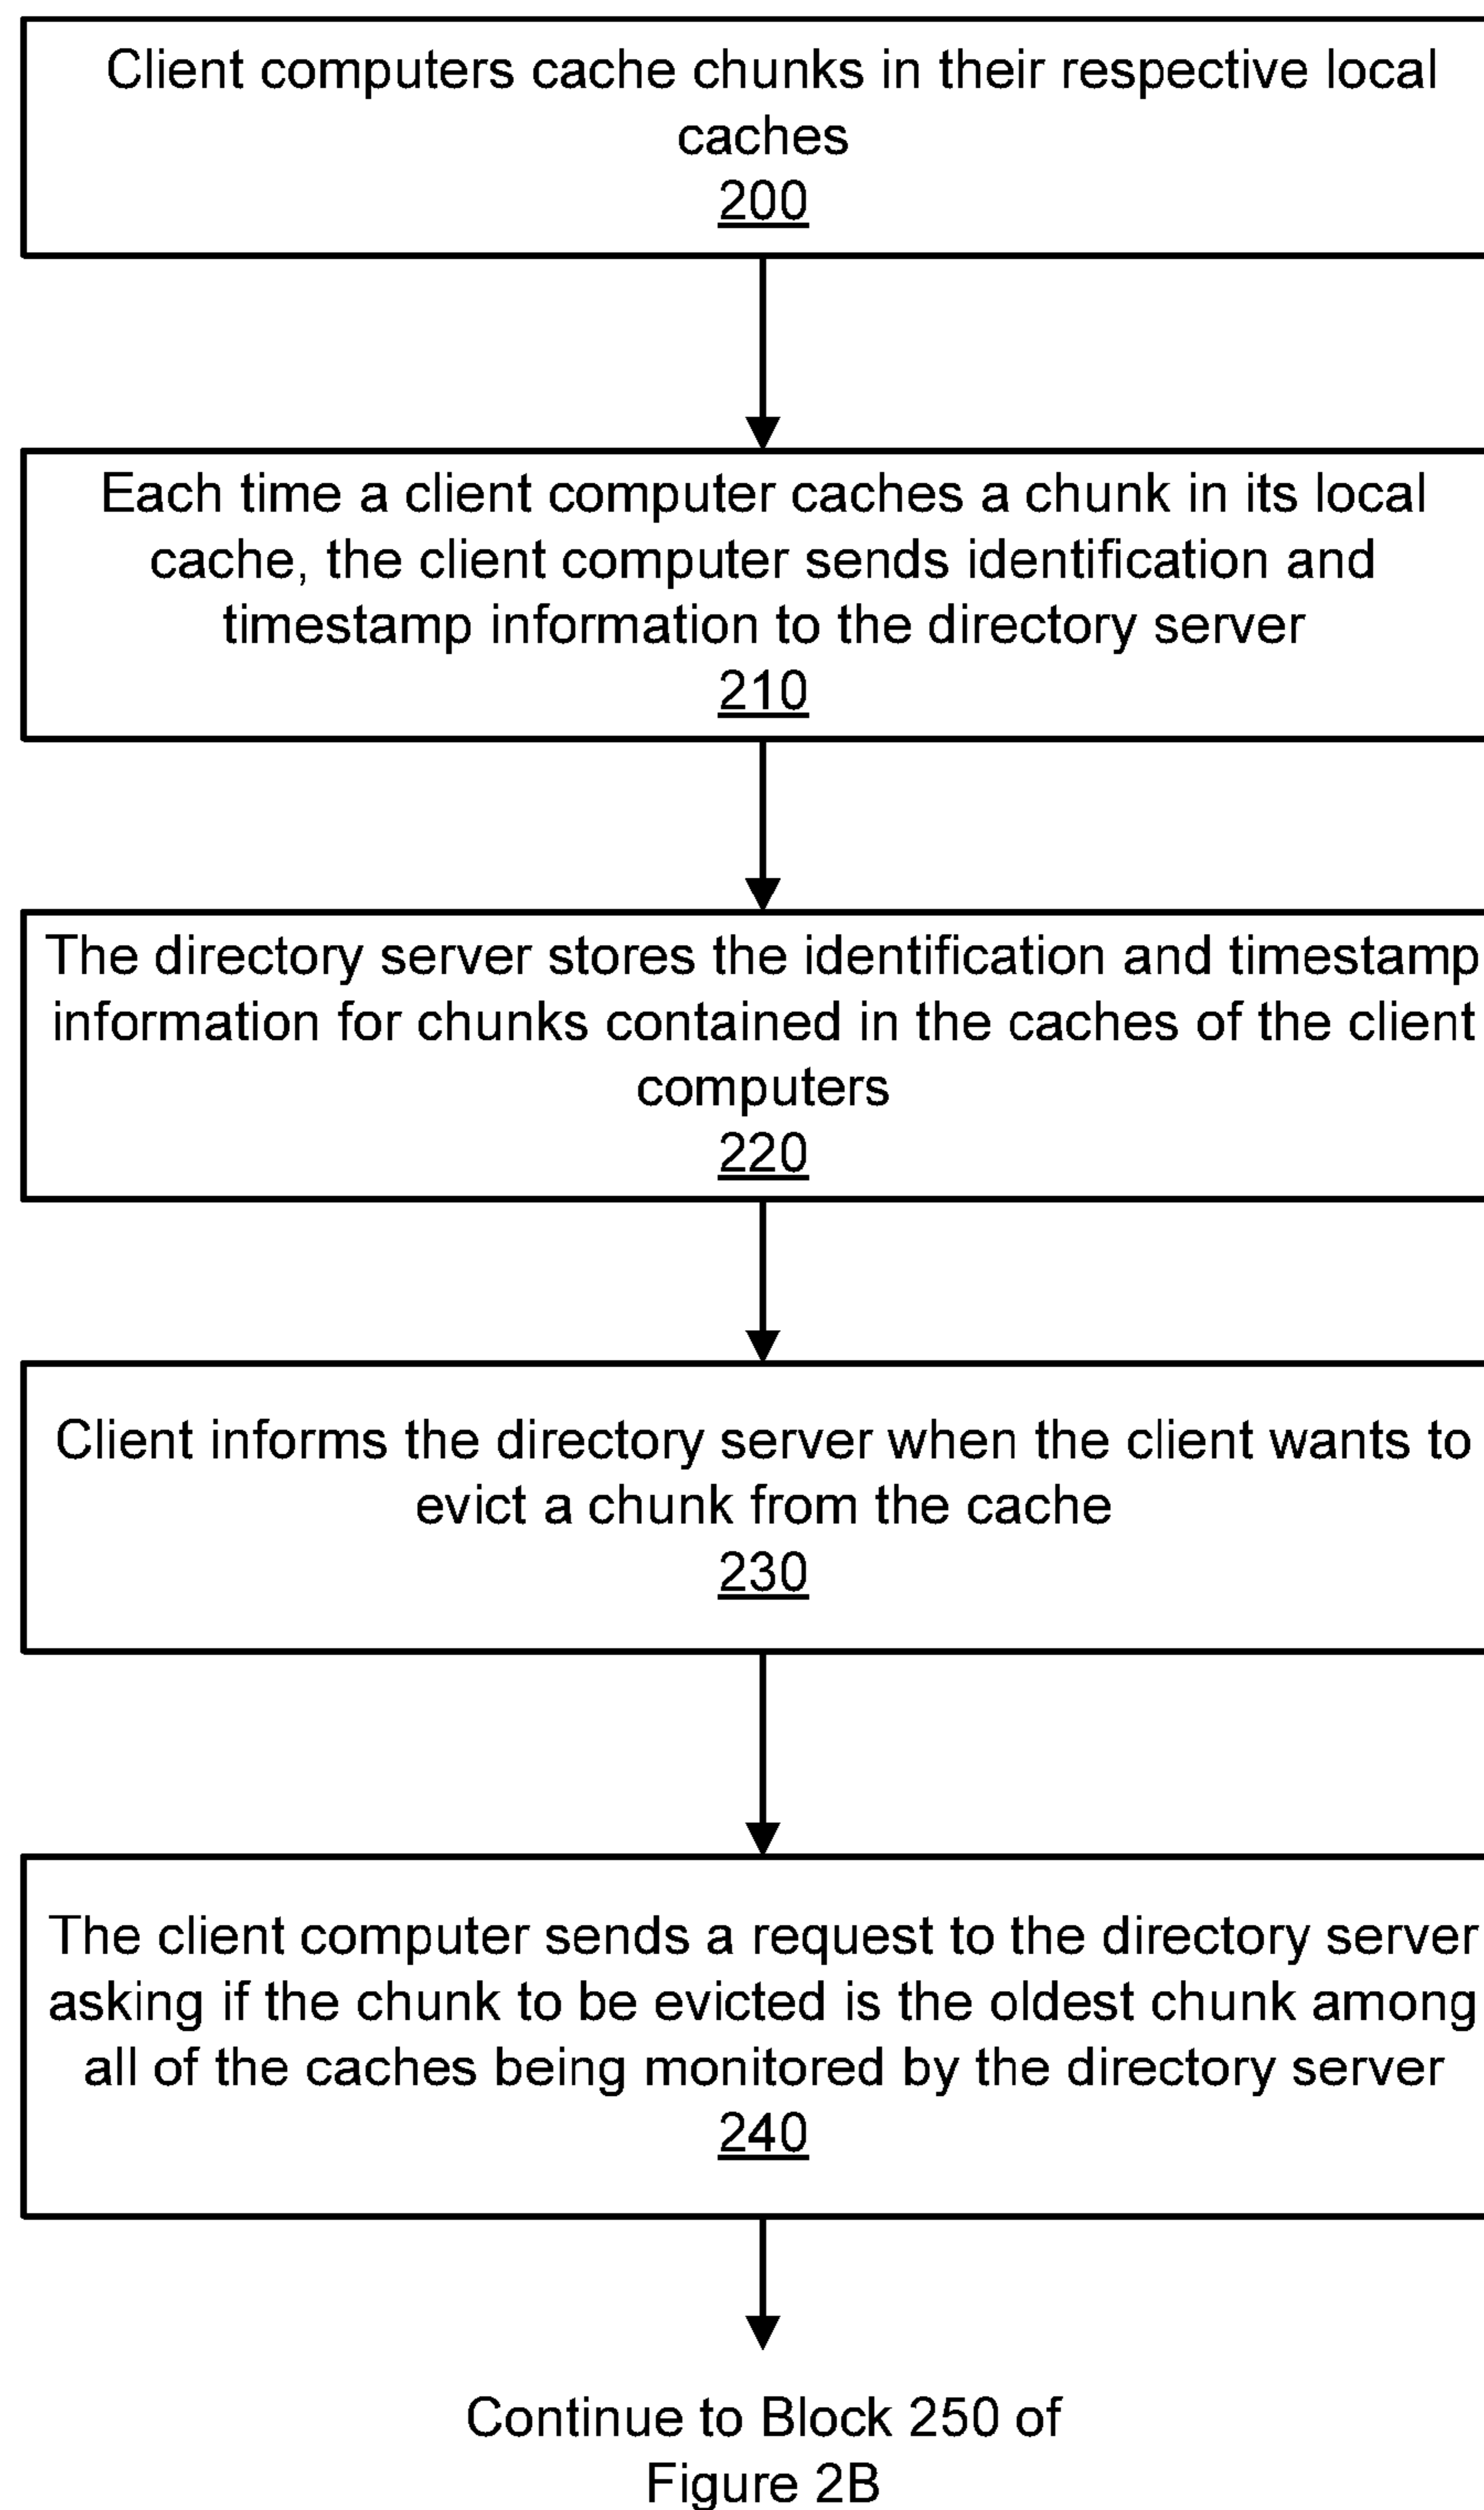 Client computers cache chunks in their respective local
caches
200
Each time a client computer caches a chunk in its local
cache, the client computer sends identification and
timestamp information to the directory server
210
The directory server stores the identification and timestamp
information for chunks contained in the caches of the client
computers
220
Client informs the directory server when the client wants to
evict a chunk from the cache
230
The client computer sends a request to the directory server
asking if the chunk to be evicted is the oldest chunk among
all of the caches being monitored by the directory server
240
Continue to Block 250 of
Figure 2B